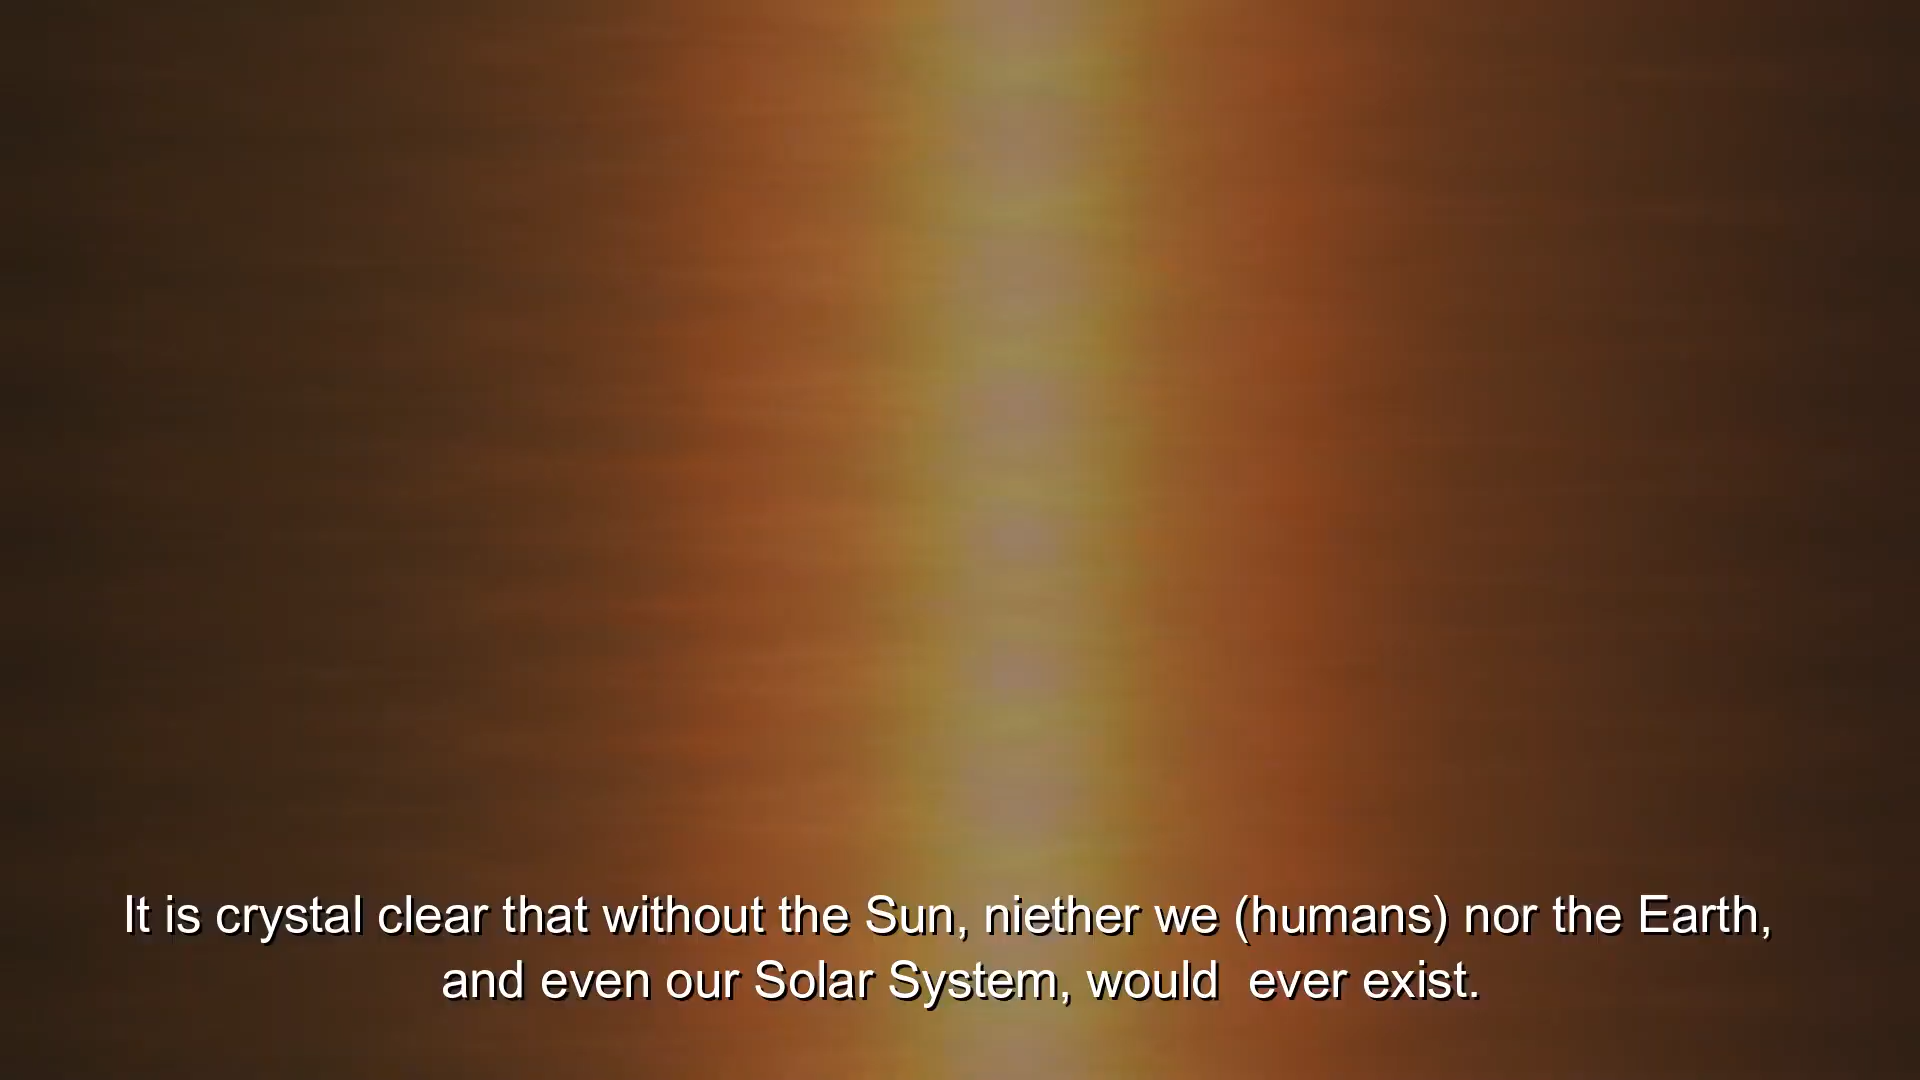 It is crystal clear that without the Sun, niether we (humans) nor the Earth,
and even our Solar System, would  ever exist.